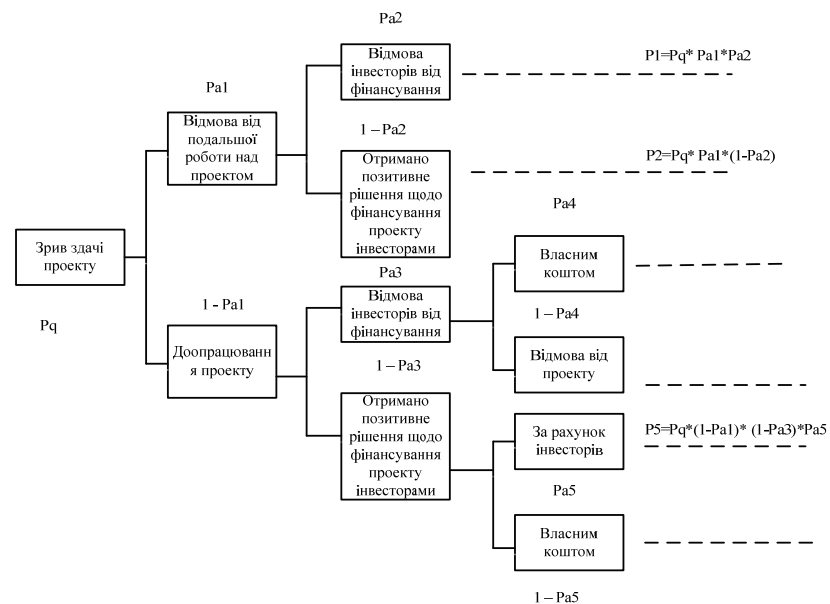 Pa2
Відмова
інвесторів від
фінансування
P1=Pq* Pa1*Pa2
Pa1
Відмова від
подальшої
роботи над
проектом
1 – Pa2
Отримано
позитивне
рішення щодо
фінансування
проекту
інвесторами
P2=Pq* Pa1*(1-Pa2)
Pa4
Зрив здачі
проекту
Pq
Власним
коштом
Pa3
1 - Pa1
Відмова
інвесторів від
фінансування
1 – Pa4
Доопрацюванн
я проекту
1 – Pa3
Відмова від
проекту
Отримано
позитивне
рішення щодо
фінансування
проекту
інвесторами
За рахунок
інвесторів
P5=Pq*(1-Pa1)* (1-Pa3)*Pa5
Pa5
Власним
коштом
1 – Pa5